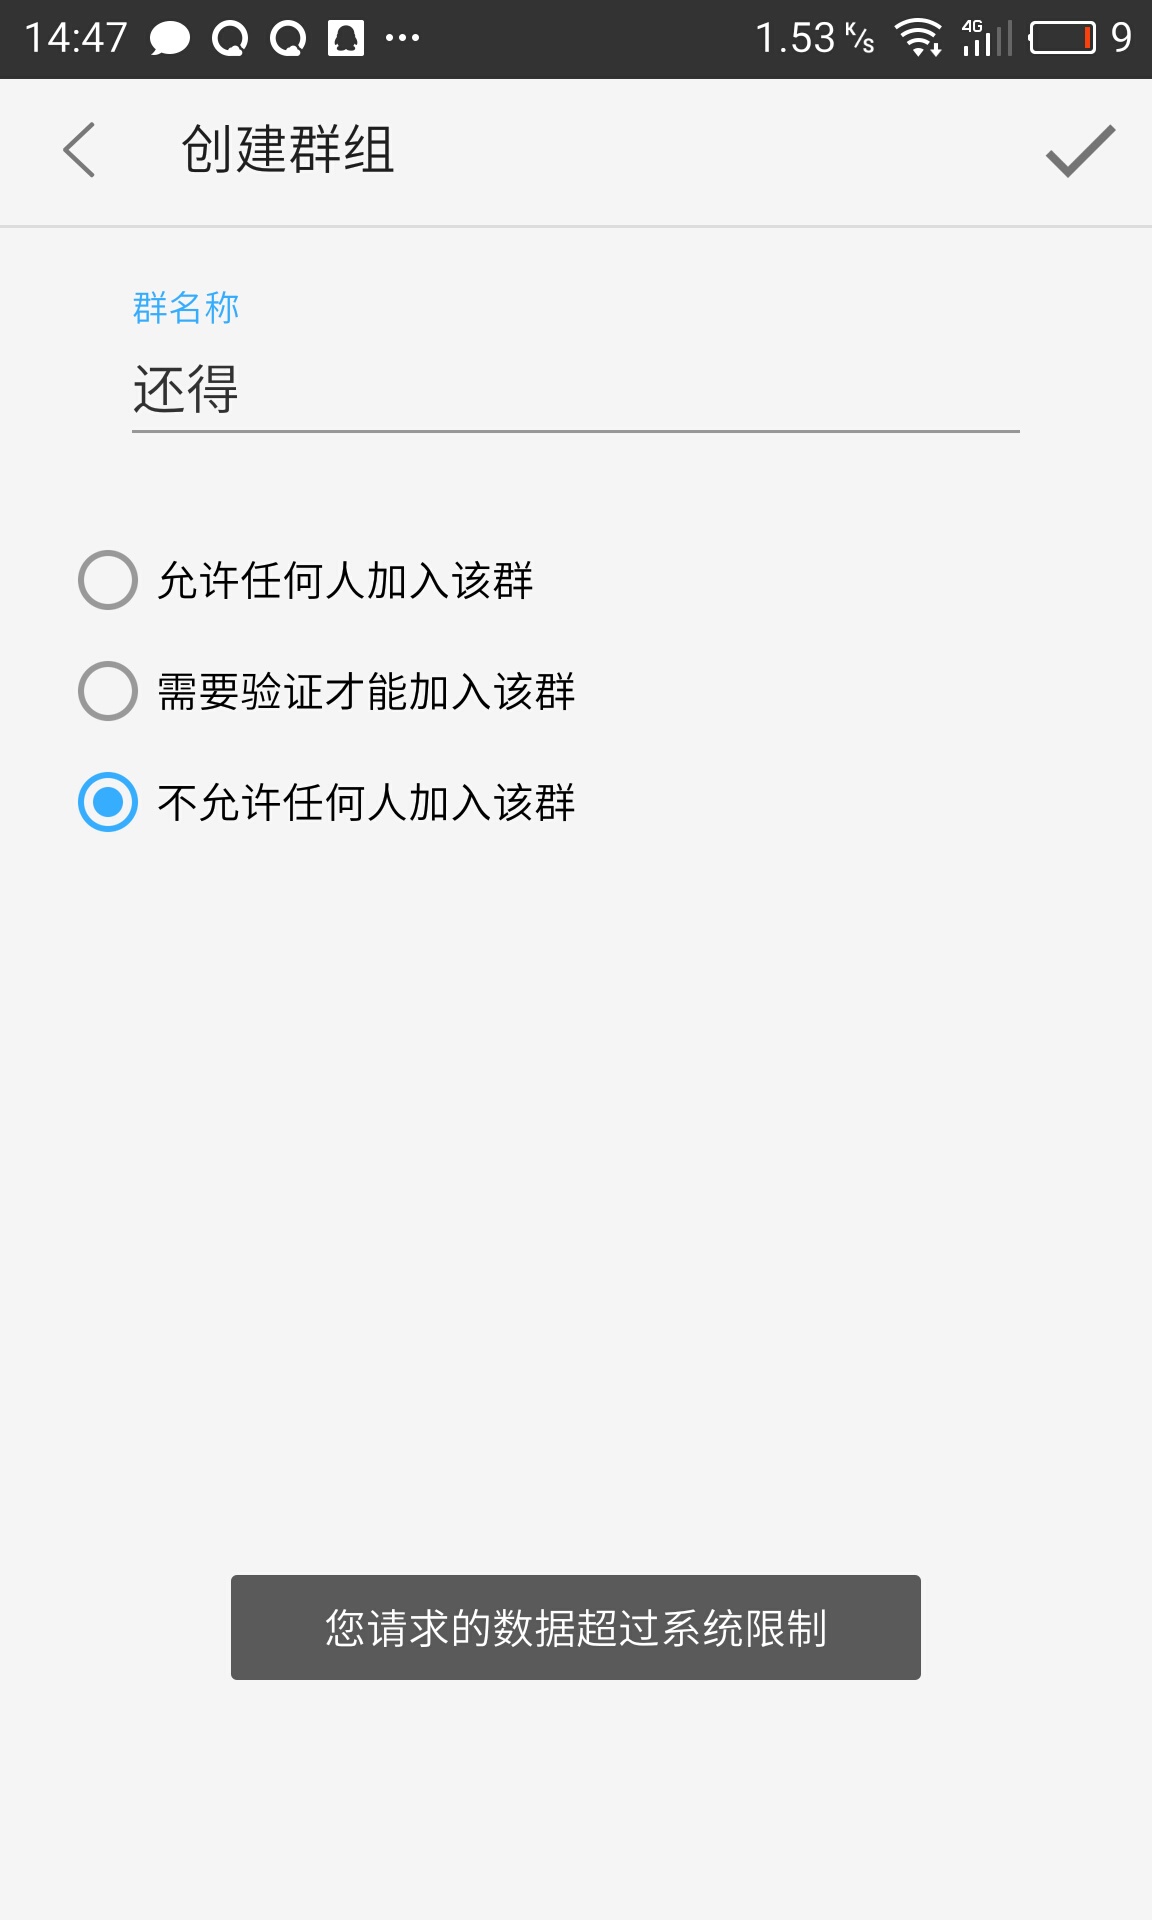 14:47 1.53 K/s 4G 9
创建群组
群名称
还得
允许任何人加入该群
需要验证才能加入该群
不允许任何人加入该群
您请求的数据超过系统限制